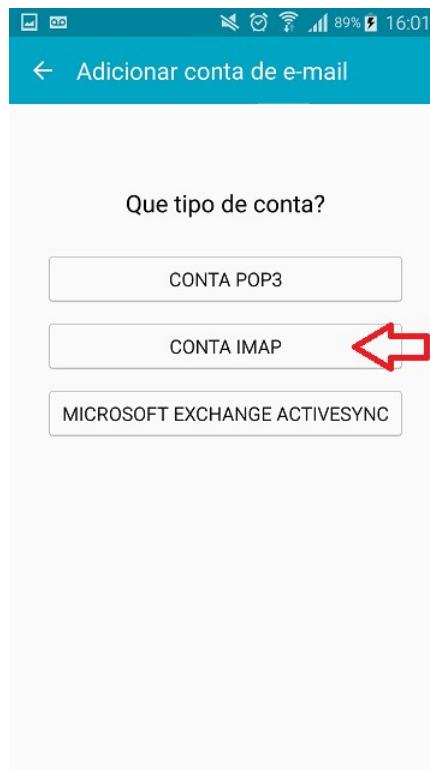 89% 16:01
Adicionar conta de e-mail
Que tipo de conta?
CONTA POP3
CONTA IMAP
MICROSOFT EXCHANGE ACTIVESYNC